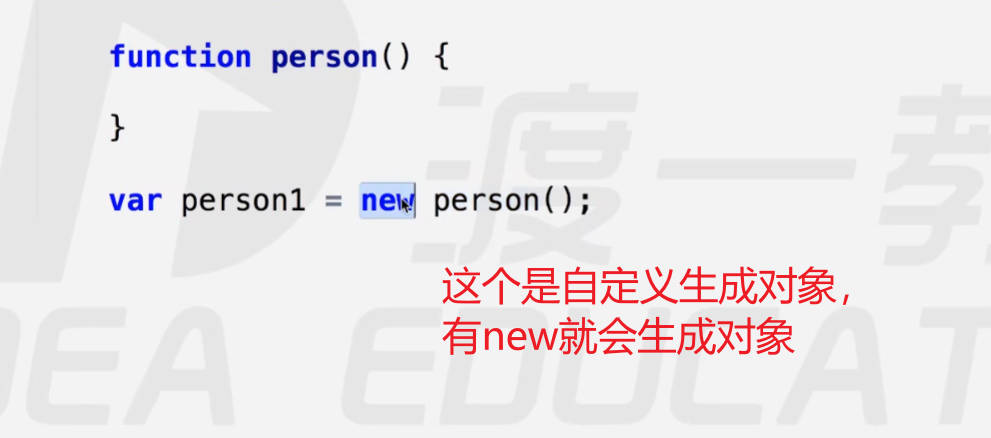 function person() {
}
var person1 = new person();
这个是自定义生成对象，
有new就会生成对象
渡一教
DEA EDUCAT